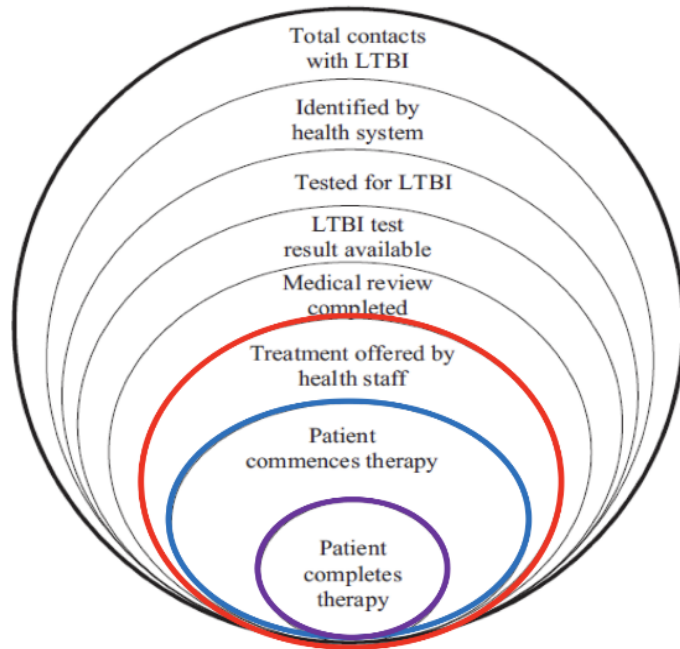 Total contacts
with LTBI
Identified by
health system
Tested for LTBI
LTBI test
result available
Medical review
completed
Treatment offered by
health staff
Patient
commences therapy
Patient
completes
therapy